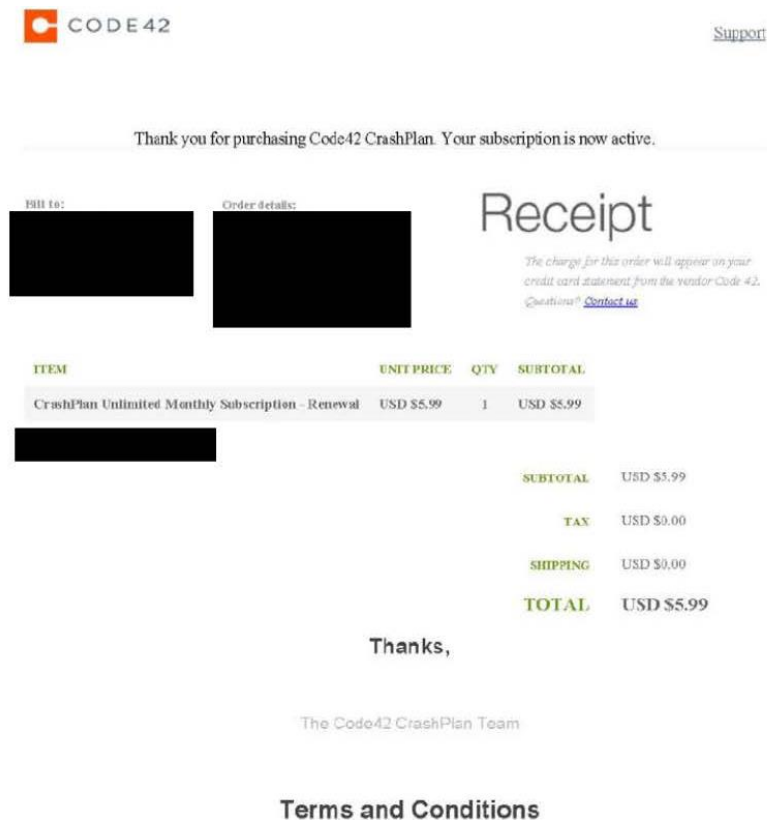 CODE42
Support
Thank you for purchasing Code42 CrashPlan. Your subscription is now active.
Bill to:
Order details:
Receipt
The charge for this order will appear on your
credit card statement from the vendor Code 42.
Questions? Contact us
ITEM UNIT PRICE QTY SUBTOTAL
CrashPlan Unlimited Monthly Subscription - Renewal USD $5.99 1 USD $5.99
SUBTOTAL USD $5.99
TAX USD $0.00
SHIPPING USD $0.00
TOTAL USD $5.99
Thanks,
The Code42 CrashPlan Team
Terms and Conditions